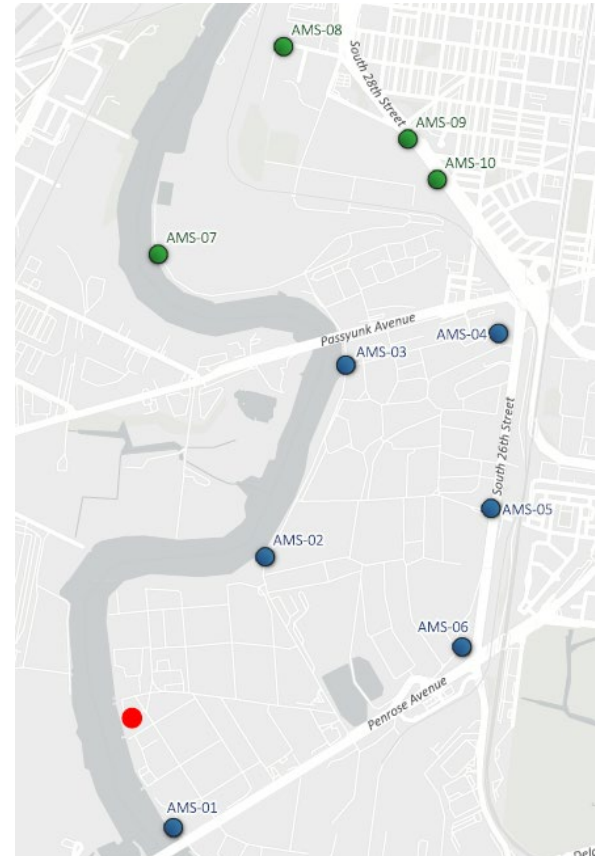 AMS-08
South 28th Street
AMS-09
AMS-10
AMS-07
Passyunk Avenue
AMS-04
AMS-03
South 26th Street
AMS-05
AMS-02
AMS-06
Penrose Avenue
AMS-01